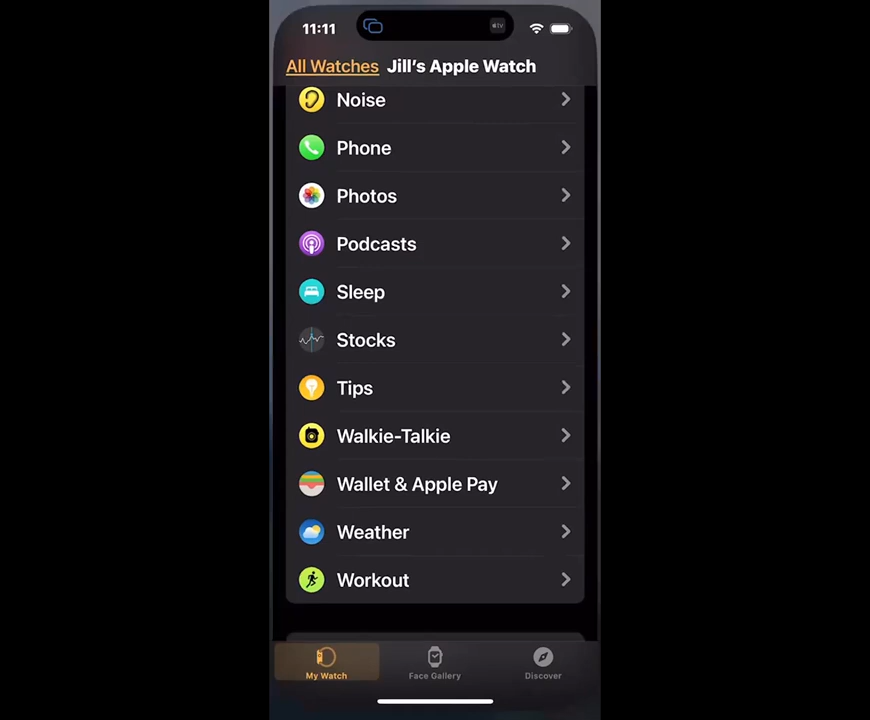 11:11
tv
All Watches Jill's Apple Watch
Noise
Phone
Photos
Podcasts
Sleep
Stocks
Tips
Walkie-Talkie
Wallet & Apple Pay
Weather
Workout
My Watch Face Gallery Discover